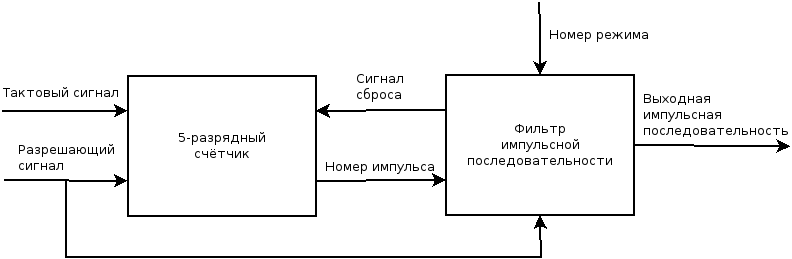 Номер режима
Тактовый сигнал
Сигнал
сброса
Выходная
импульсная
последовательность
5-разрядный
счётчик
Фильтр
импульсной
последовательности
Разрешающий
сигнал
Номер импульса